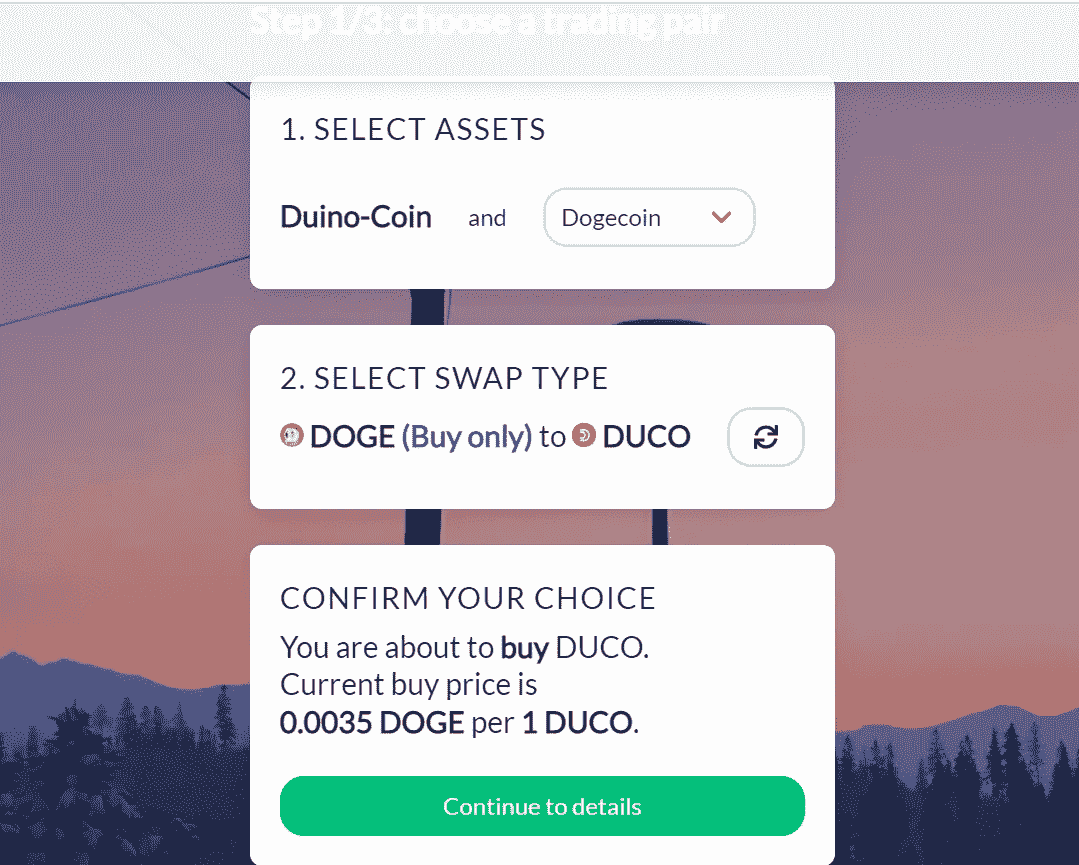 Step 1/3: choose a trading pair
1. SELECT ASSETS
Duino-Coin and Dogecoin
2. SELECT SWAP TYPE
DOGE (Buy only) to DUCO
CONFIRM YOUR CHOICE
You are about to buy DUCO.
Current buy price is
0.0035 DOGE per 1 DUCO.
Continue to details